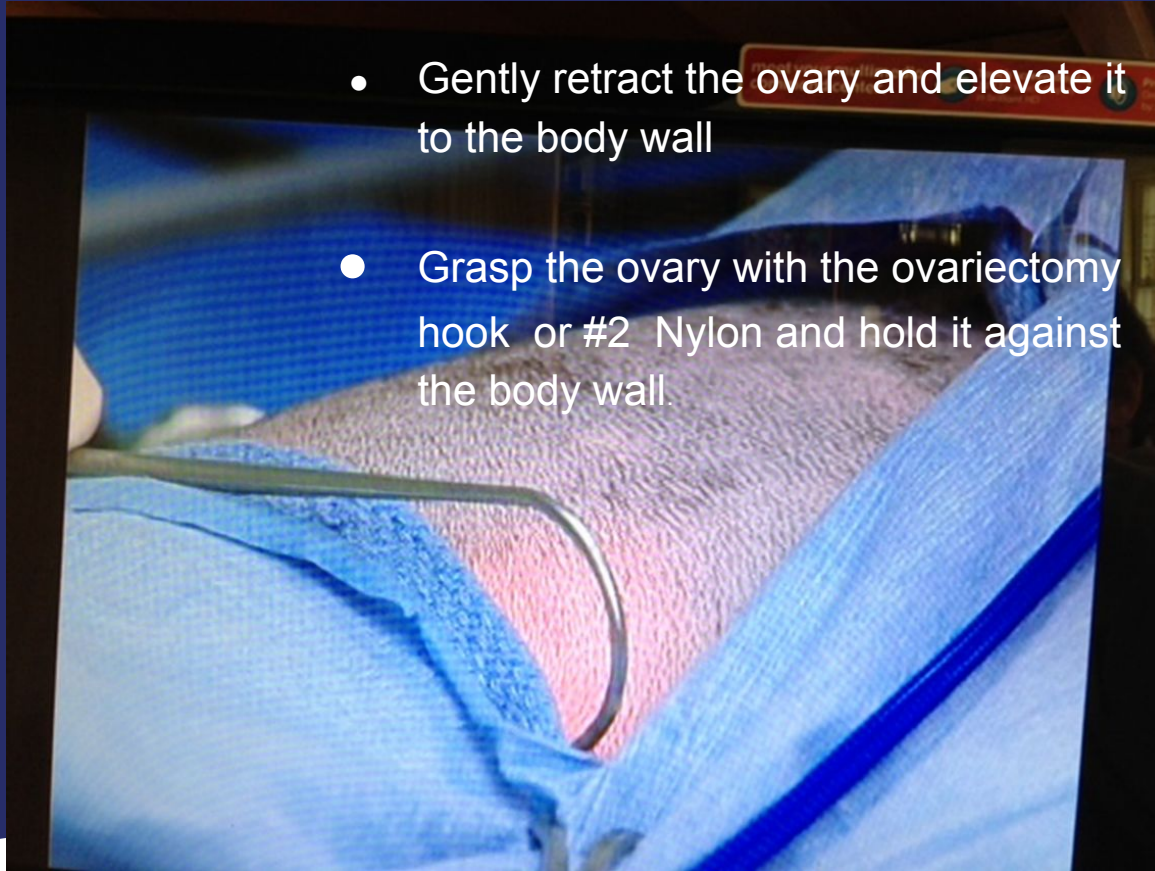 • Gently retract the ovary and elevate it
to the body wall
• Grasp the ovary with the ovariectomy
hook or #2 Nylon and hold it against
the body wall.